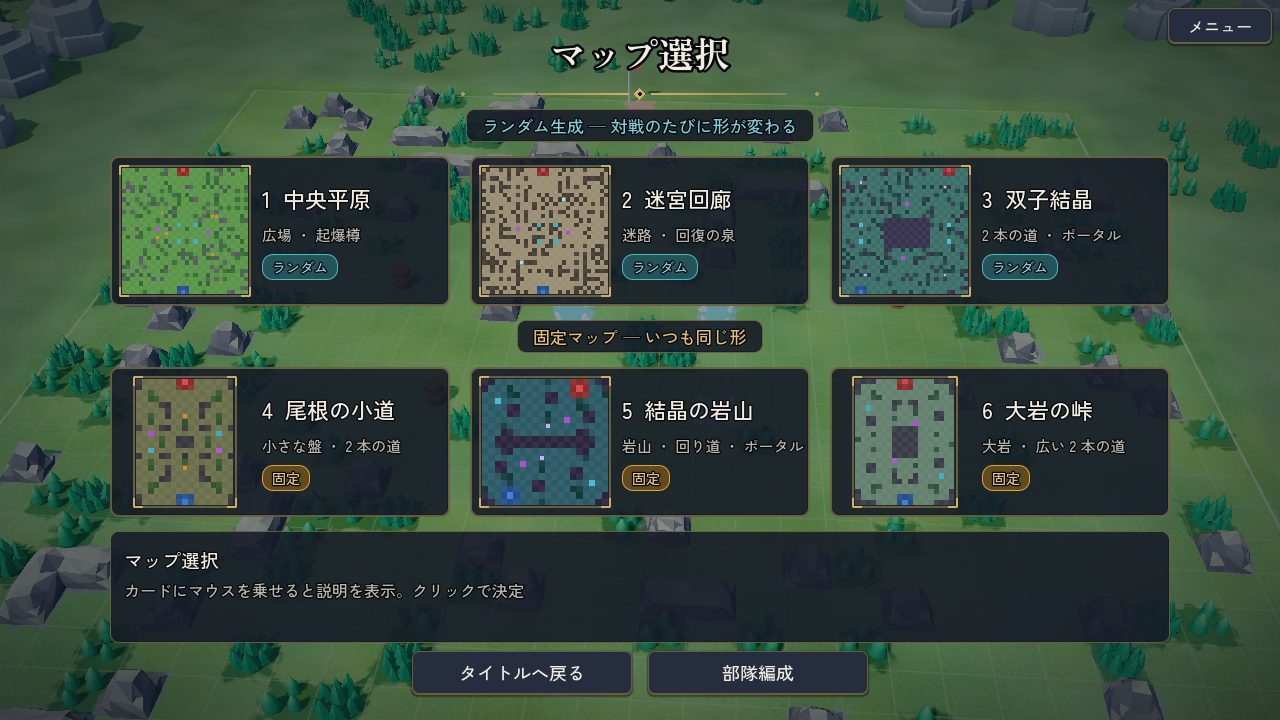 メニュー
マップ選択
ランダム生成 — 対戦のたびに形が変わる
1 中央平原
広場 ・ 起爆樽
ランダム
2 迷宮回廊
迷路 ・ 回復の泉
ランダム
3 双子結晶
2本の道 ・ ポータル
ランダム
固定マップ — いつも同じ形
4 尾根の小道
小さな盤 ・ 2本の道
固定
5 結晶の岩山
岩山 ・ 回り道 ・ ポータル
固定
6 大岩の峠
大岩 ・ 広い2本の道
固定
マップ選択
カードにマウスを乗せると説明を表示。クリックで決定
タイトルへ戻る
部隊編成